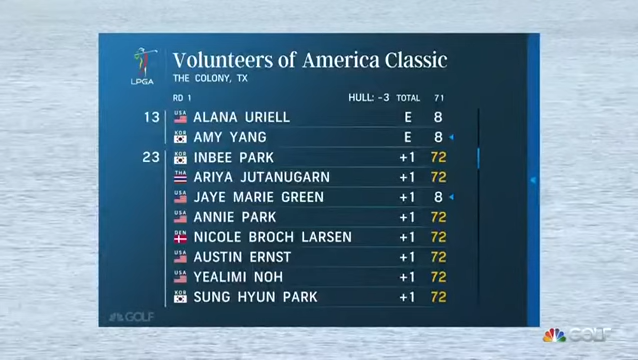 LPGA
Volunteers of America Classic
THE COLONY, TX
RD 1 HULL: -3 TOTAL 71
13 USA ALANA URIELL E 8
KOR AMY YANG E 8
23 KOR INBEE PARK +1 72
THA ARIYA JUTANUGARN +1 72
USA JAYE MARIE GREEN +1 8
USA ANNIE PARK +1 72
DEN NICOLE BROCH LARSEN +1 72
USA AUSTIN ERNST +1 72
USA YEALIMI NOH +1 72
KOR SUNG HYUN PARK +1 72
GOLF
GOLF